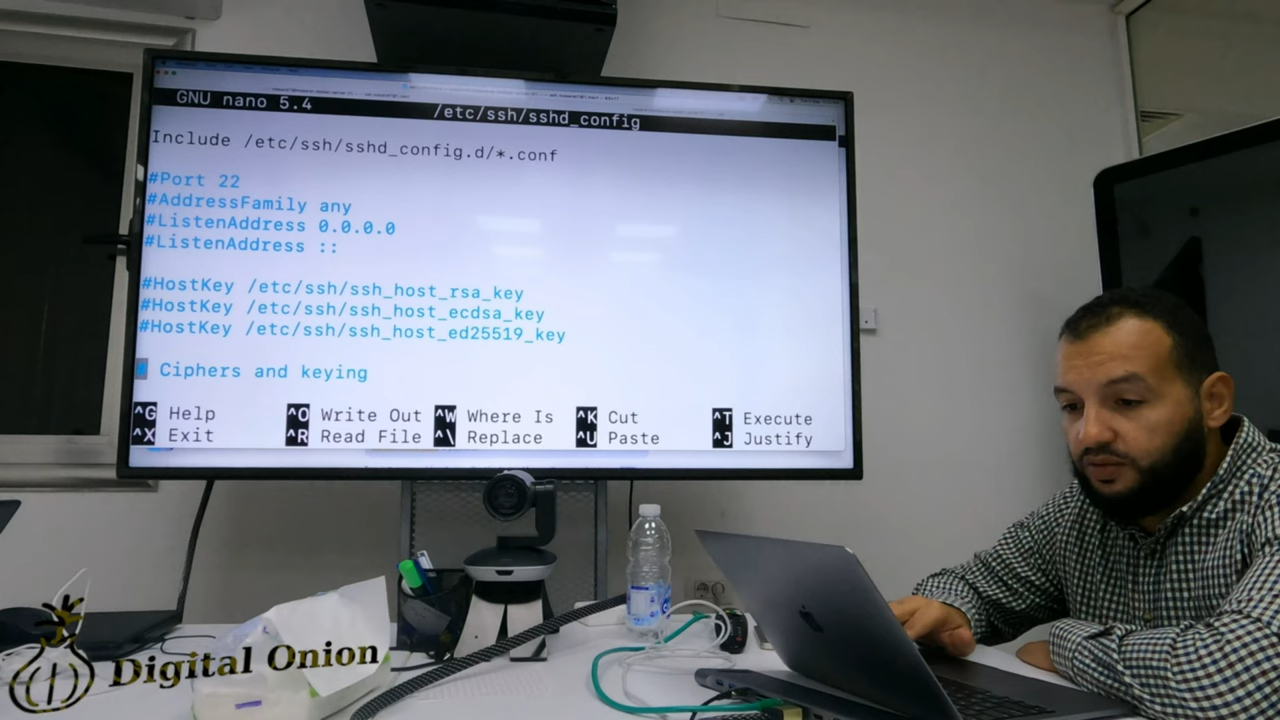 GNU nano 5.4 /etc/ssh/sshd_config
Include /etc/ssh/sshd_config.d/*.conf
#Port 22
#AddressFamily any
#ListenAddress 0.0.0.0
#ListenAddress ::
#HostKey /etc/ssh/ssh_host_rsa_key
#HostKey /etc/ssh/ssh_host_ecdsa_key
#HostKey /etc/ssh/ssh_host_ed25519_key
# Ciphers and keying
^G Help ^O Write Out ^W Where Is ^K Cut ^T Execute
^X Exit ^R Read File ^\ Replace ^U Paste ^J Justify
Digital Onion